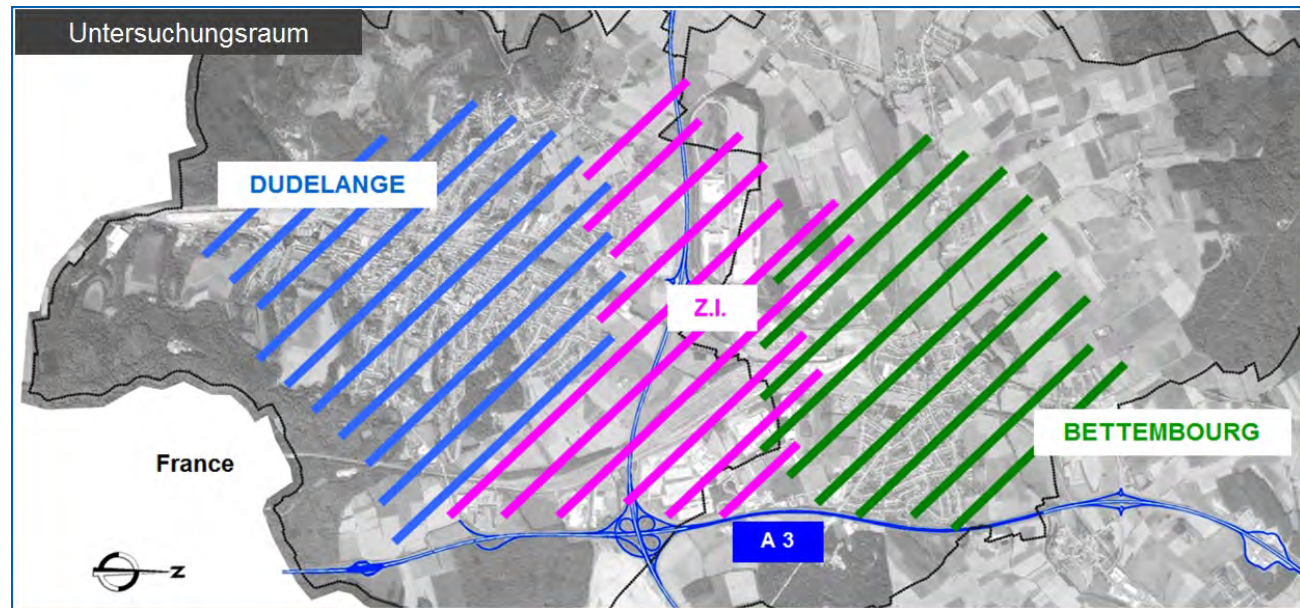 Untersuchungsraum
DUDELANGE
Z.I.
BETTEMBOURG
France
A 3
N